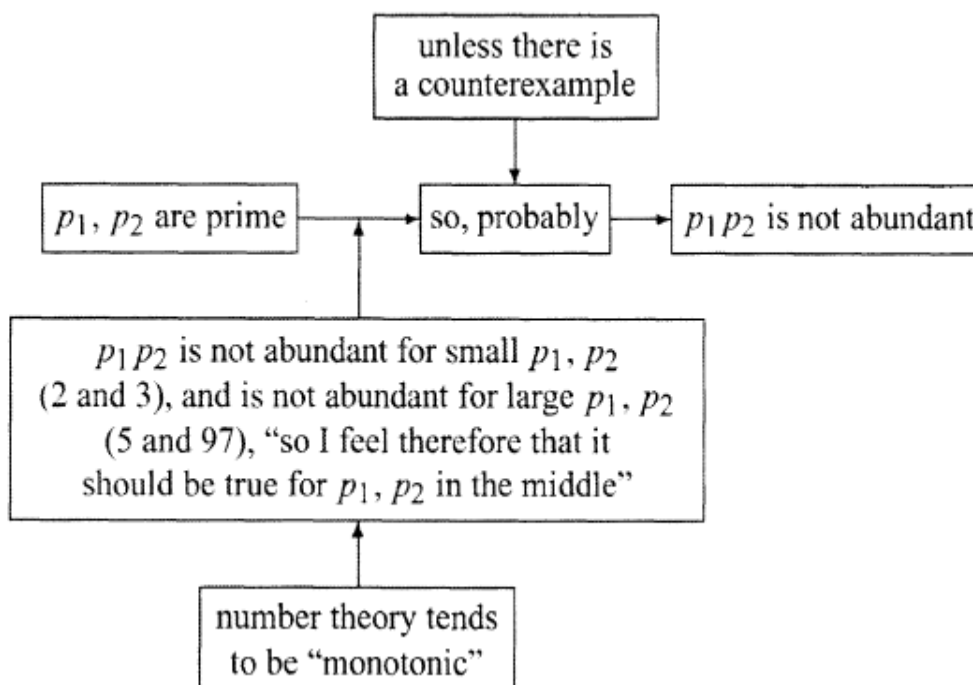 unless there is
a counterexample
p₁, p₂ are prime
so, probably
p₁p₂ is not abundant
p₁p₂ is not abundant for small p₁, p₂
(2 and 3), and is not abundant for large p₁, p₂
(5 and 97), “so I feel therefore that it
should be true for p₁, p₂ in the middle”
number theory tends
to be “monotonic”